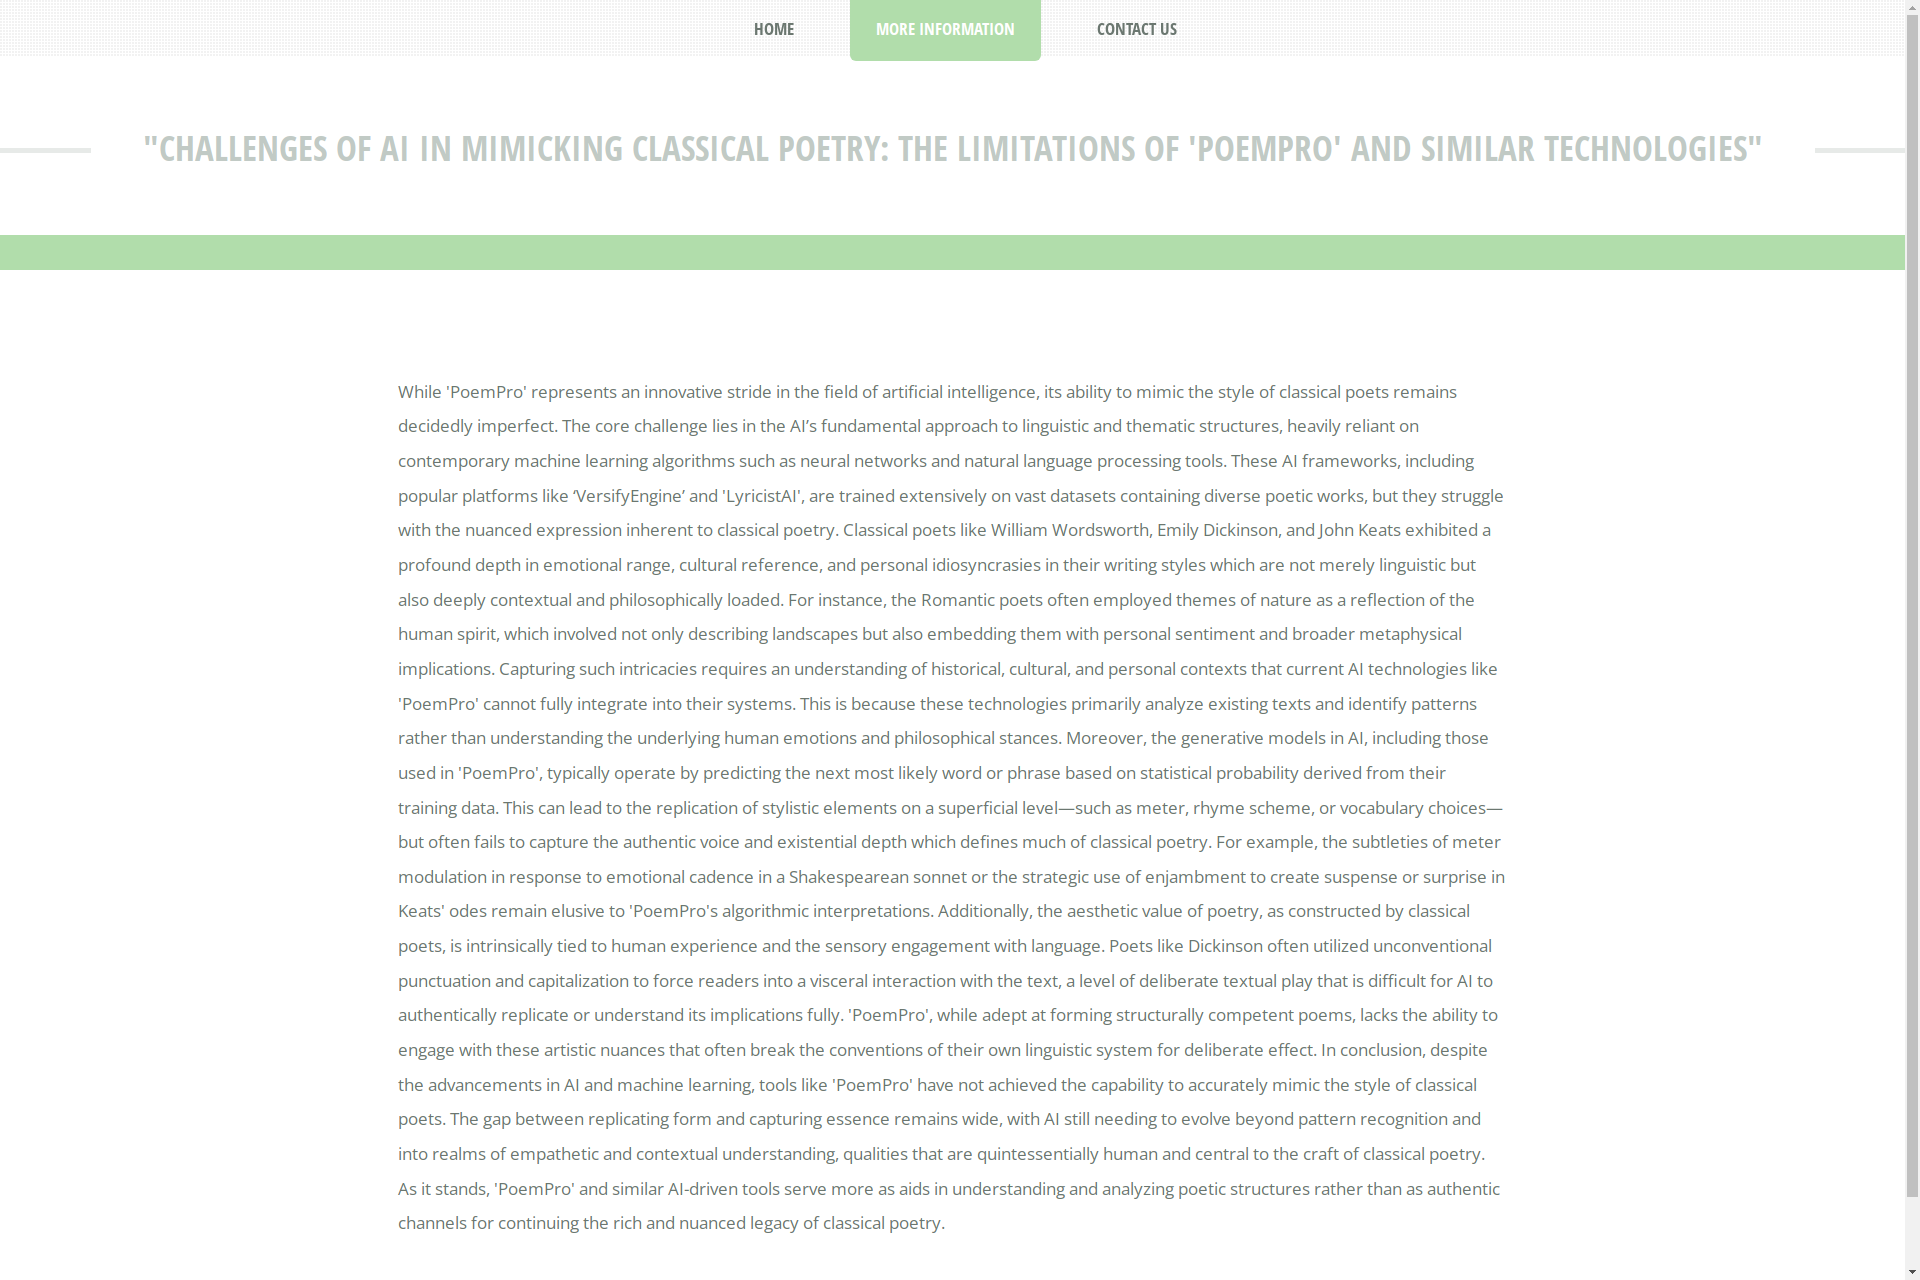 HOME
MORE INFORMATION
CONTACT US
"CHALLENGES OF AI IN MIMICKING CLASSICAL POETRY: THE LIMITATIONS OF 'POEMPRO' AND SIMILAR TECHNOLOGIES"
While 'PoemPro' represents an innovative stride in the field of artificial intelligence, its ability to mimic the style of classical poets remains
decidedly imperfect. The core challenge lies in the AI’s fundamental approach to linguistic and thematic structures, heavily reliant on
contemporary machine learning algorithms such as neural networks and natural language processing tools. These AI frameworks, including
popular platforms like ‘VersifyEngine’ and 'LyricistAI', are trained extensively on vast datasets containing diverse poetic works, but they struggle
with the nuanced expression inherent to classical poetry. Classical poets like William Wordsworth, Emily Dickinson, and John Keats exhibited a
profound depth in emotional range, cultural reference, and personal idiosyncrasies in their writing styles which are not merely linguistic but
also deeply contextual and philosophically loaded. For instance, the Romantic poets often employed themes of nature as a reflection of the
human spirit, which involved not only describing landscapes but also embedding them with personal sentiment and broader metaphysical
implications. Capturing such intricacies requires an understanding of historical, cultural, and personal contexts that current AI technologies like
'PoemPro' cannot fully integrate into their systems. This is because these technologies primarily analyze existing texts and identify patterns
rather than understanding the underlying human emotions and philosophical stances. Moreover, the generative models in AI, including those
used in 'PoemPro', typically operate by predicting the next most likely word or phrase based on statistical probability derived from their
training data. This can lead to the replication of stylistic elements on a superficial level—such as meter, rhyme scheme, or vocabulary choices—
but often fails to capture the authentic voice and existential depth which defines much of classical poetry. For example, the subtleties of meter
modulation in response to emotional cadence in a Shakespearean sonnet or the strategic use of enjambment to create suspense or surprise in
Keats' odes remain elusive to 'PoemPro's algorithmic interpretations. Additionally, the aesthetic value of poetry, as constructed by classical
poets, is intrinsically tied to human experience and the sensory engagement with language. Poets like Dickinson often utilized unconventional
punctuation and capitalization to force readers into a visceral interaction with the text, a level of deliberate textual play that is difficult for AI to
authentically replicate or understand its implications fully. 'PoemPro', while adept at forming structurally competent poems, lacks the ability to
engage with these artistic nuances that often break the conventions of their own linguistic system for deliberate effect. In conclusion, despite
the advancements in AI and machine learning, tools like 'PoemPro' have not achieved the capability to accurately mimic the style of classical
poets. The gap between replicating form and capturing essence remains wide, with AI still needing to evolve beyond pattern recognition and
into realms of empathetic and contextual understanding, qualities that are quintessentially human and central to the craft of classical poetry.
As it stands, 'PoemPro' and similar AI-driven tools serve more as aids in understanding and analyzing poetic structures rather than as authentic
channels for continuing the rich and nuanced legacy of classical poetry.